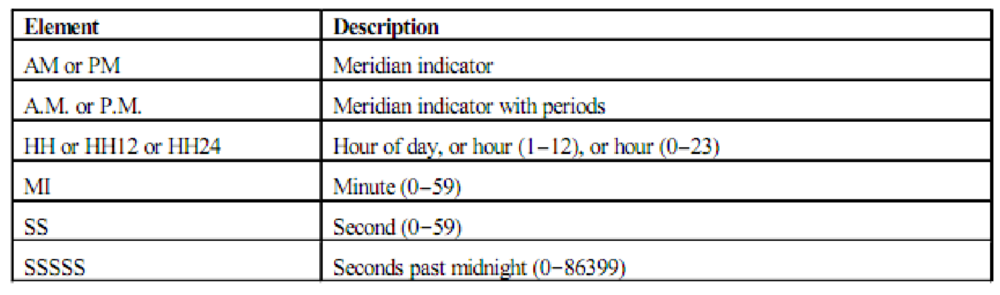 Element Description
AM or PM Meridian indicator
A.M. or P.M. Meridian indicator with periods
HH or HH12 or HH24 Hour of day, or hour (1–12), or hour (0–23)
MI Minute (0–59)
SS Second (0–59)
SSSSS Seconds past midnight (0–86399)